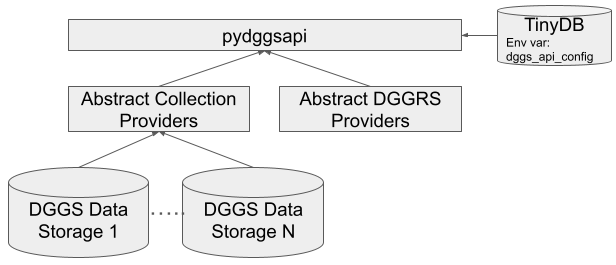 pydggsapi
TinyDB
Env var:
dggs_api_config
Abstract Collection
Providers
Abstract DGGRS
Providers
DGGS Data
Storage 1
DGGS Data
Storage N